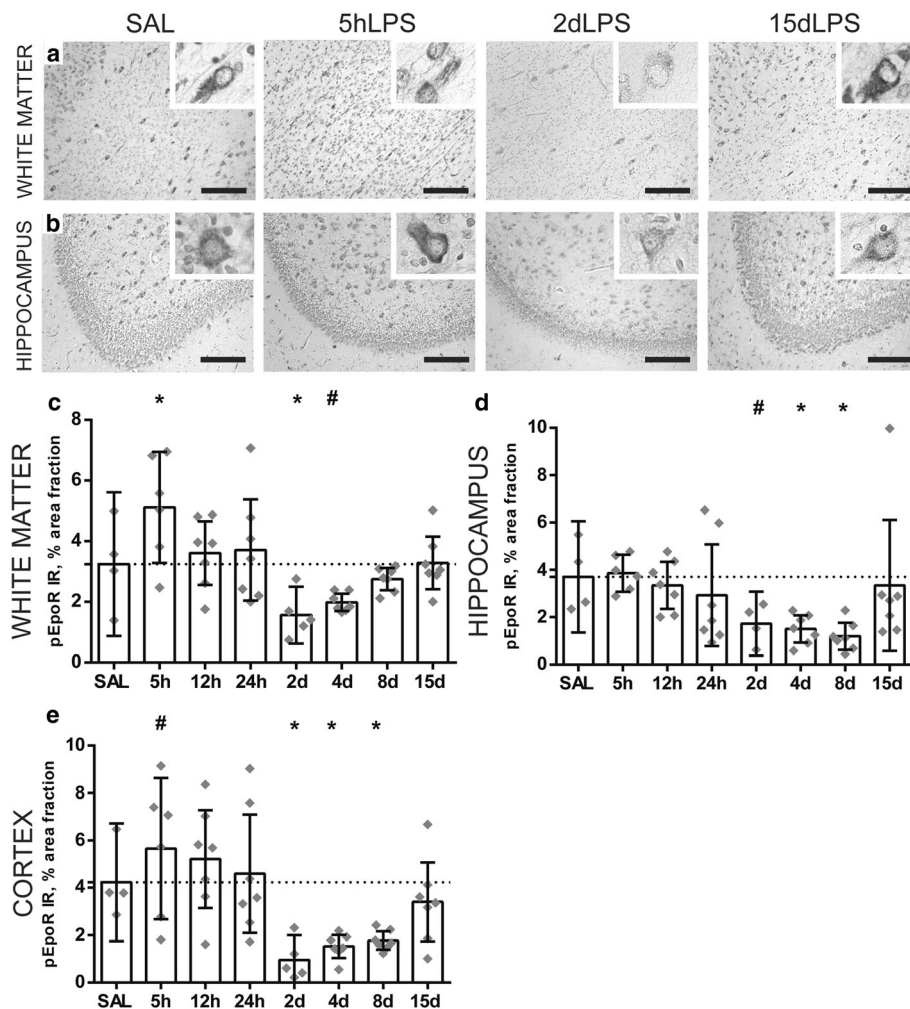 SAL 5hLPS 2dLPS 15dLPS
a
WHITE MATTER
b
HIPPOCAMPUS
c
* * #
WHITE MATTER
pEpoR IR, % area fraction
8
6
4
2
0
SAL 5h 12h 24h 2d 4d 8d 15d
d
# * *
HIPPOCAMPUS
pEpoR IR, % area fraction
10
8
6
4
2
0
SAL 5h 12h 24h 2d 4d 8d 15d
e
# * * *
CORTEX
pEpoR IR, % area fraction
10
8
6
4
2
0
SAL 5h 12h 24h 2d 4d 8d 15d